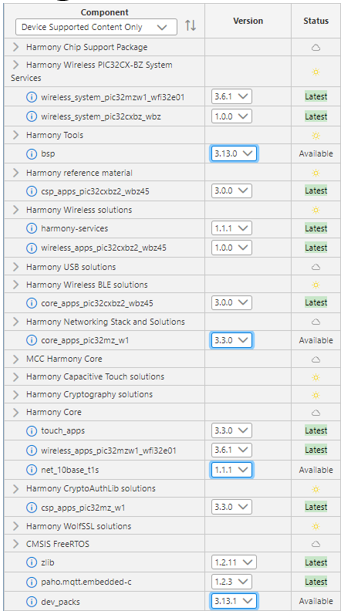 Component
Version
Status
Device Supported Content Only
Harmony Chip Support Package
Harmony Wireless PIC32CX-BZ System
Services
wireless_system_pic32mzw1_wfi32e01 3.6.1 Latest
wireless_system_pic32cxbz_wbz 1.0.0 Latest
Harmony Tools
bsp 3.13.0 Available
Harmony reference material
csp_apps_pic32cxbz2_wbz45 3.0.0 Latest
Harmony Wireless solutions
harmony-services 1.1.1 Latest
wireless_apps_pic32cxbz2_wbz45 1.0.0 Latest
Harmony USB solutions
Harmony Wireless BLE solutions
core_apps_pic32cxbz2_wbz45 3.0.0 Latest
Harmony Networking Stack and Solutions
core_apps_pic32mz_w1 3.3.0 Available
MCC Harmony Core
Harmony Capacitive Touch solutions
Harmony Cryptography solutions
Harmony Core
touch_apps 3.3.0 Latest
wireless_apps_pic32mzw1_wfi32e01 3.6.1 Latest
net_10base_t1s 1.1.1 Available
Harmony CryptoAuthLib solutions
csp_apps_pic32mz_w1 3.3.0 Latest
Harmony WolfSSL solutions
CMSIS FreeRTOS
zlib 1.2.11 Latest
paho.mqtt.embedded-c 1.2.3 Latest
dev_packs 3.13.1 Available